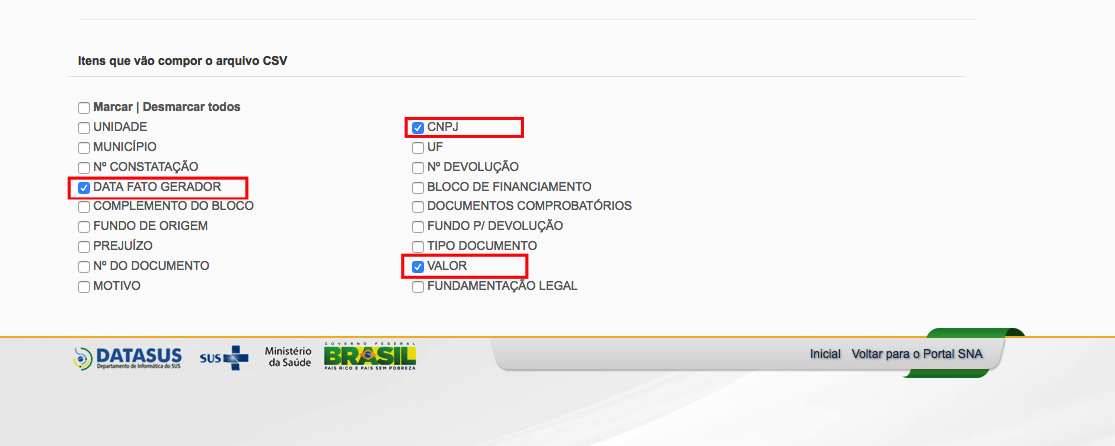 Itens que vão compor o arquivo CSV
Marcar | Desmarcar todos
UNIDADE CNPJ
MUNICÍPIO UF
Nº CONSTATAÇÃO Nº DEVOLUÇÃO
DATA FATO GERADOR BLOCO DE FINANCIAMENTO
COMPLEMENTO DO BLOCO DOCUMENTOS COMPROBATÓRIOS
FUNDO DE ORIGEM FUNDO P/ DEVOLUÇÃO
PREJUÍZO TIPO DOCUMENTO
Nº DO DOCUMENTO VALOR
MOTIVO FUNDAMENTAÇÃO LEGAL
DATASUS
Departamento de Informática do SUS
SUS
Ministério
da Saúde
GOVERNO FEDERAL
BRASIL
PAÍS RICO É PAÍS SEM POBREZA
Inicial Voltar para o Portal SNA